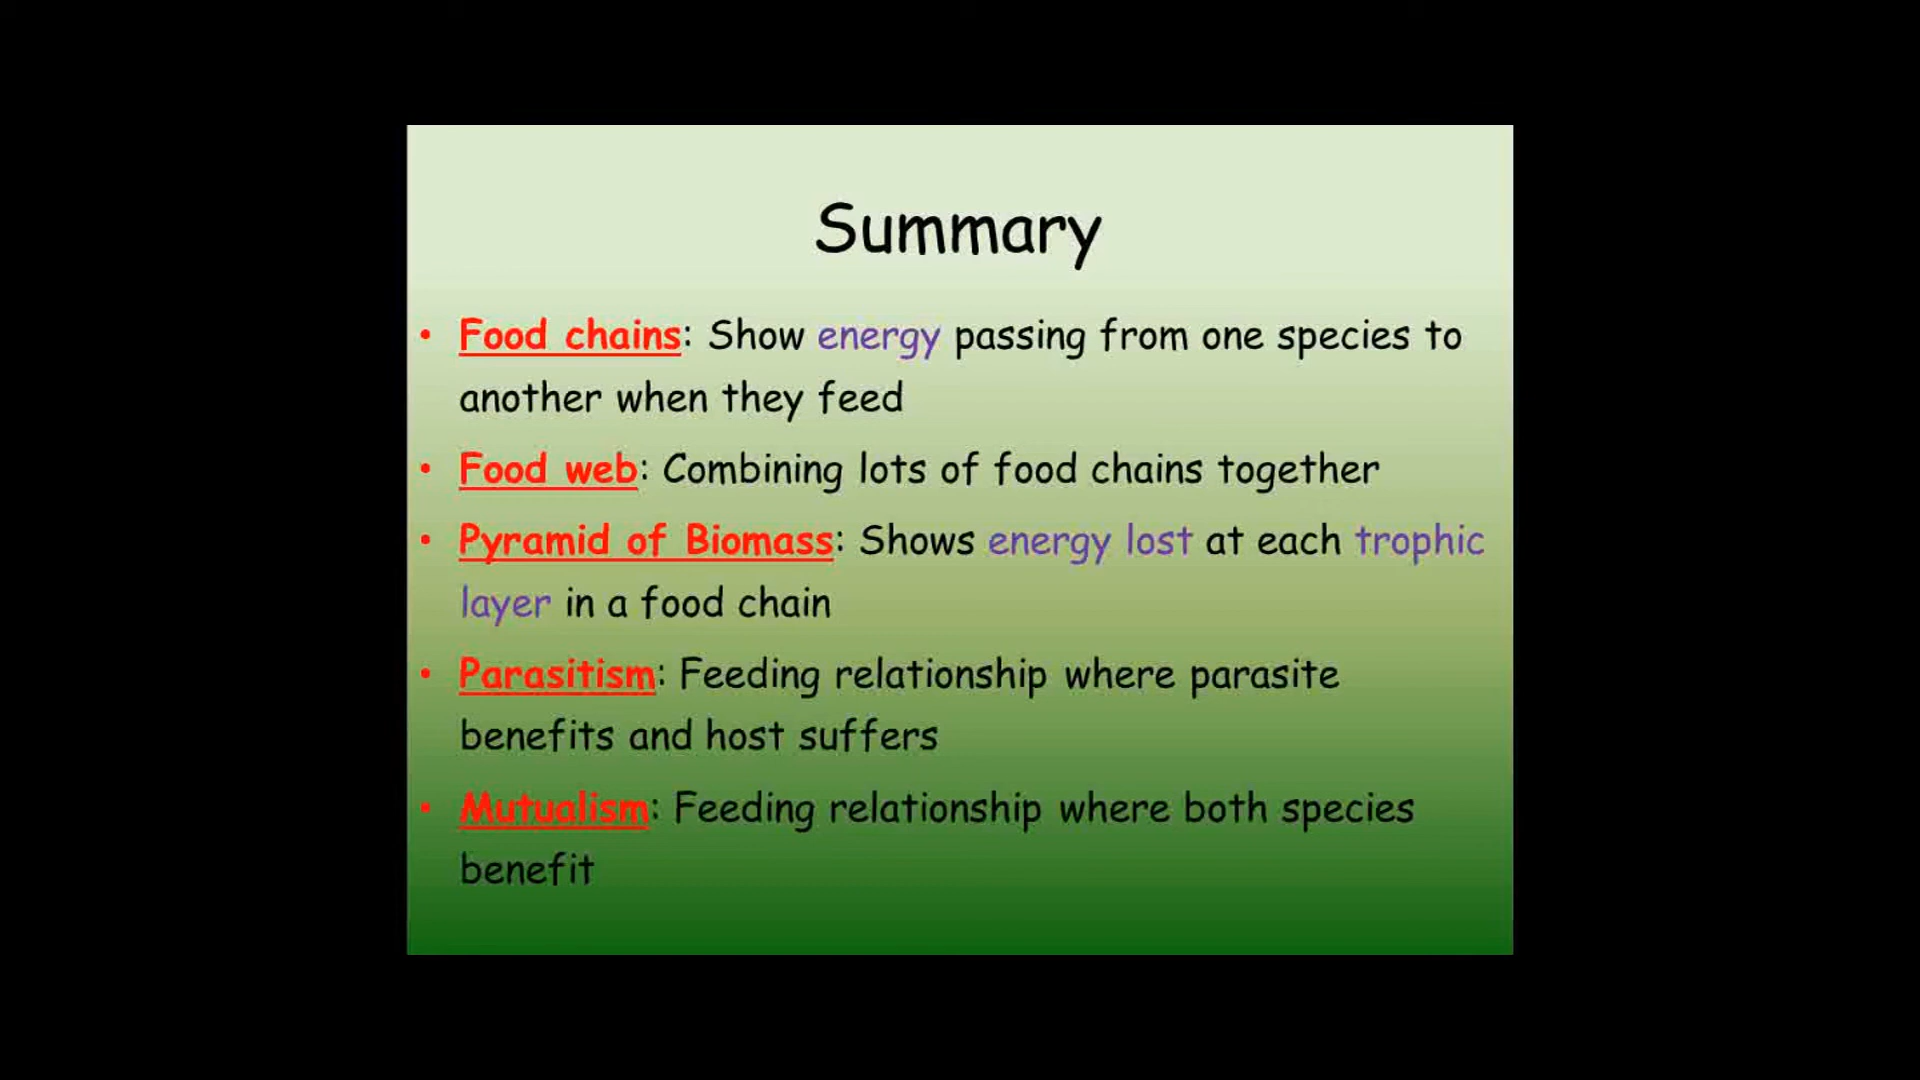 Summary
• Food chains: Show energy passing from one species to
another when they feed
• Food web: Combining lots of food chains together
• Pyramid of Biomass: Shows energy lost at each trophic
layer in a food chain
• Parasitism: Feeding relationship where parasite
benefits and host suffers
• Mutualism: Feeding relationship where both species
benefit